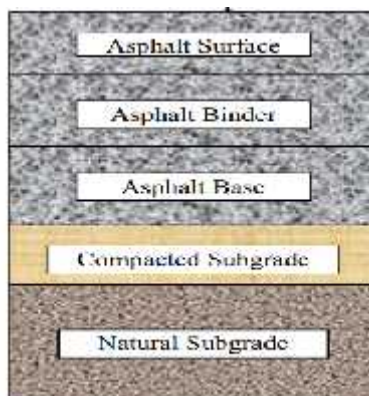 Asphalt Surface
Asphalt Binder
Asphalt Base
Compacted Subgrade
Natural Subgrade